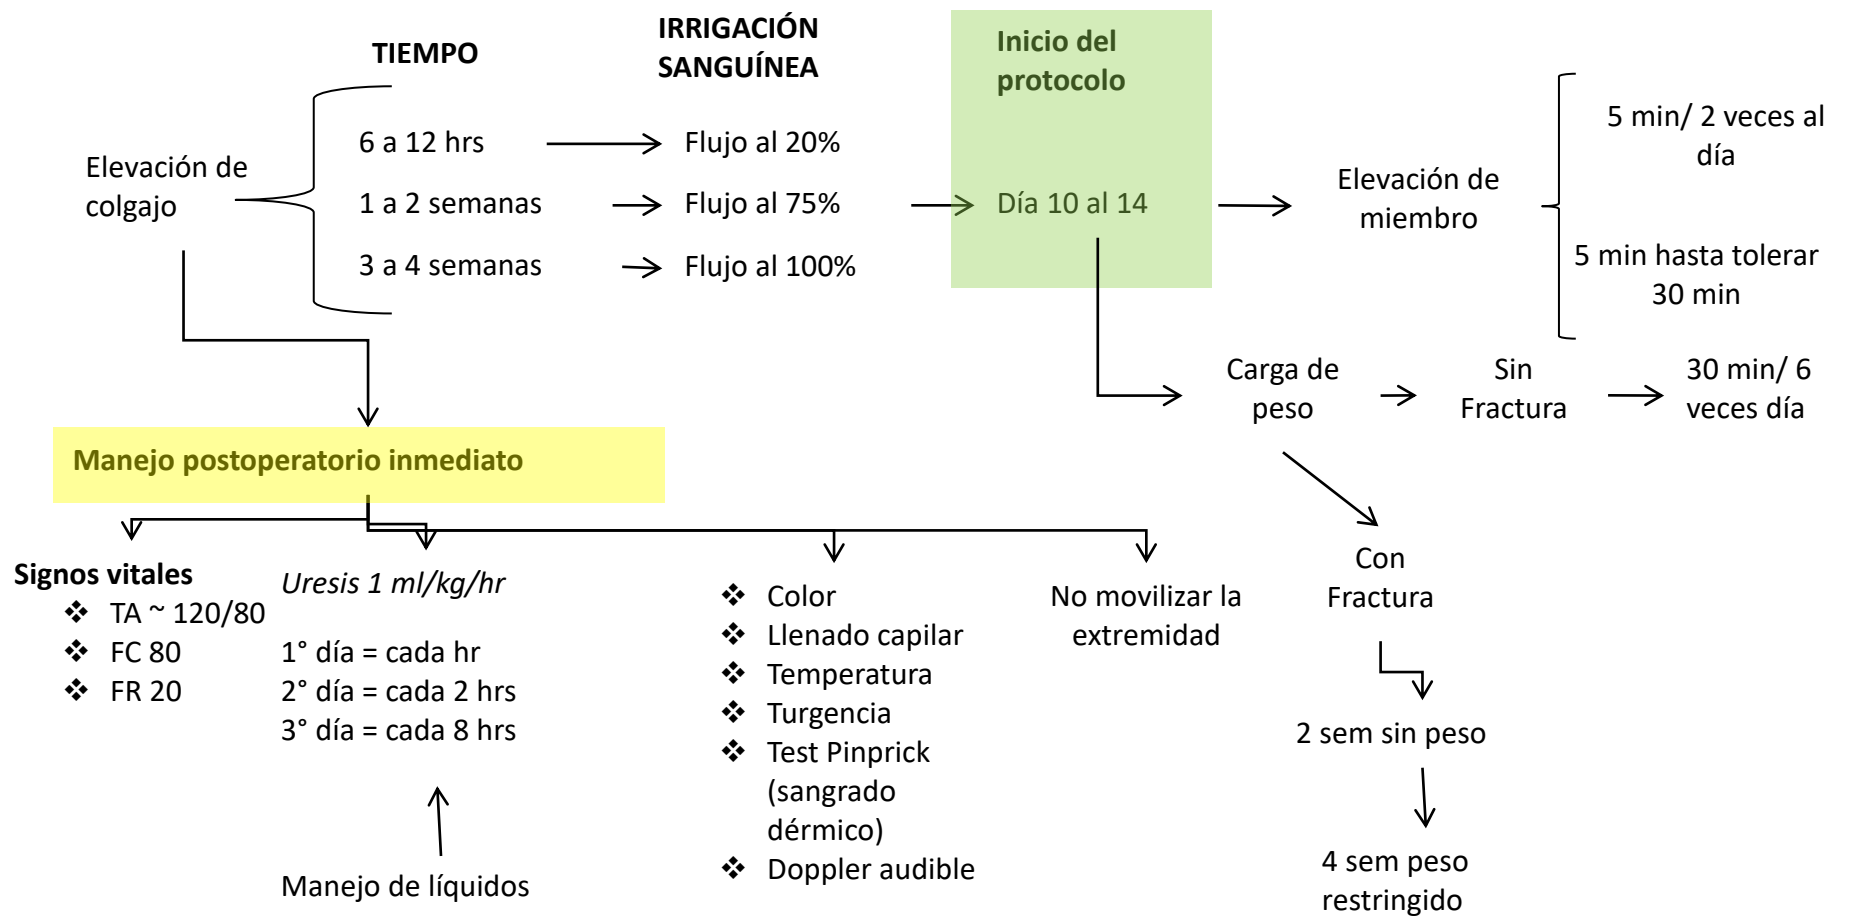 TIEMPO
IRRIGACIÓN
SANGUÍNEA
Inicio del
protocolo
Elevación de
colgajo
6 a 12 hrs
Flujo al 20%
1 a 2 semanas
Flujo al 75%
3 a 4 semanas
Flujo al 100%
Día 10 al 14
Elevación de
miembro
5 min/ 2 veces al
día
5 min hasta tolerar
30 min
Carga de
peso
Sin
Fractura
30 min/ 6
veces día
Con
Fractura
2 sem sin peso
4 sem peso
restringido
Manejo postoperatorio inmediato
Signos vitales
❖ TA ~ 120/80
❖ FC 80
❖ FR 20
Uresis 1 ml/kg/hr
1° día = cada hr
2° día = cada 2 hrs
3° día = cada 8 hrs
Manejo de líquidos
❖ Color
❖ Llenado capilar
❖ Temperatura
❖ Turgencia
❖ Test Pinprick
(sangrado
dérmico)
❖ Doppler audible
No movilizar la
extremidad